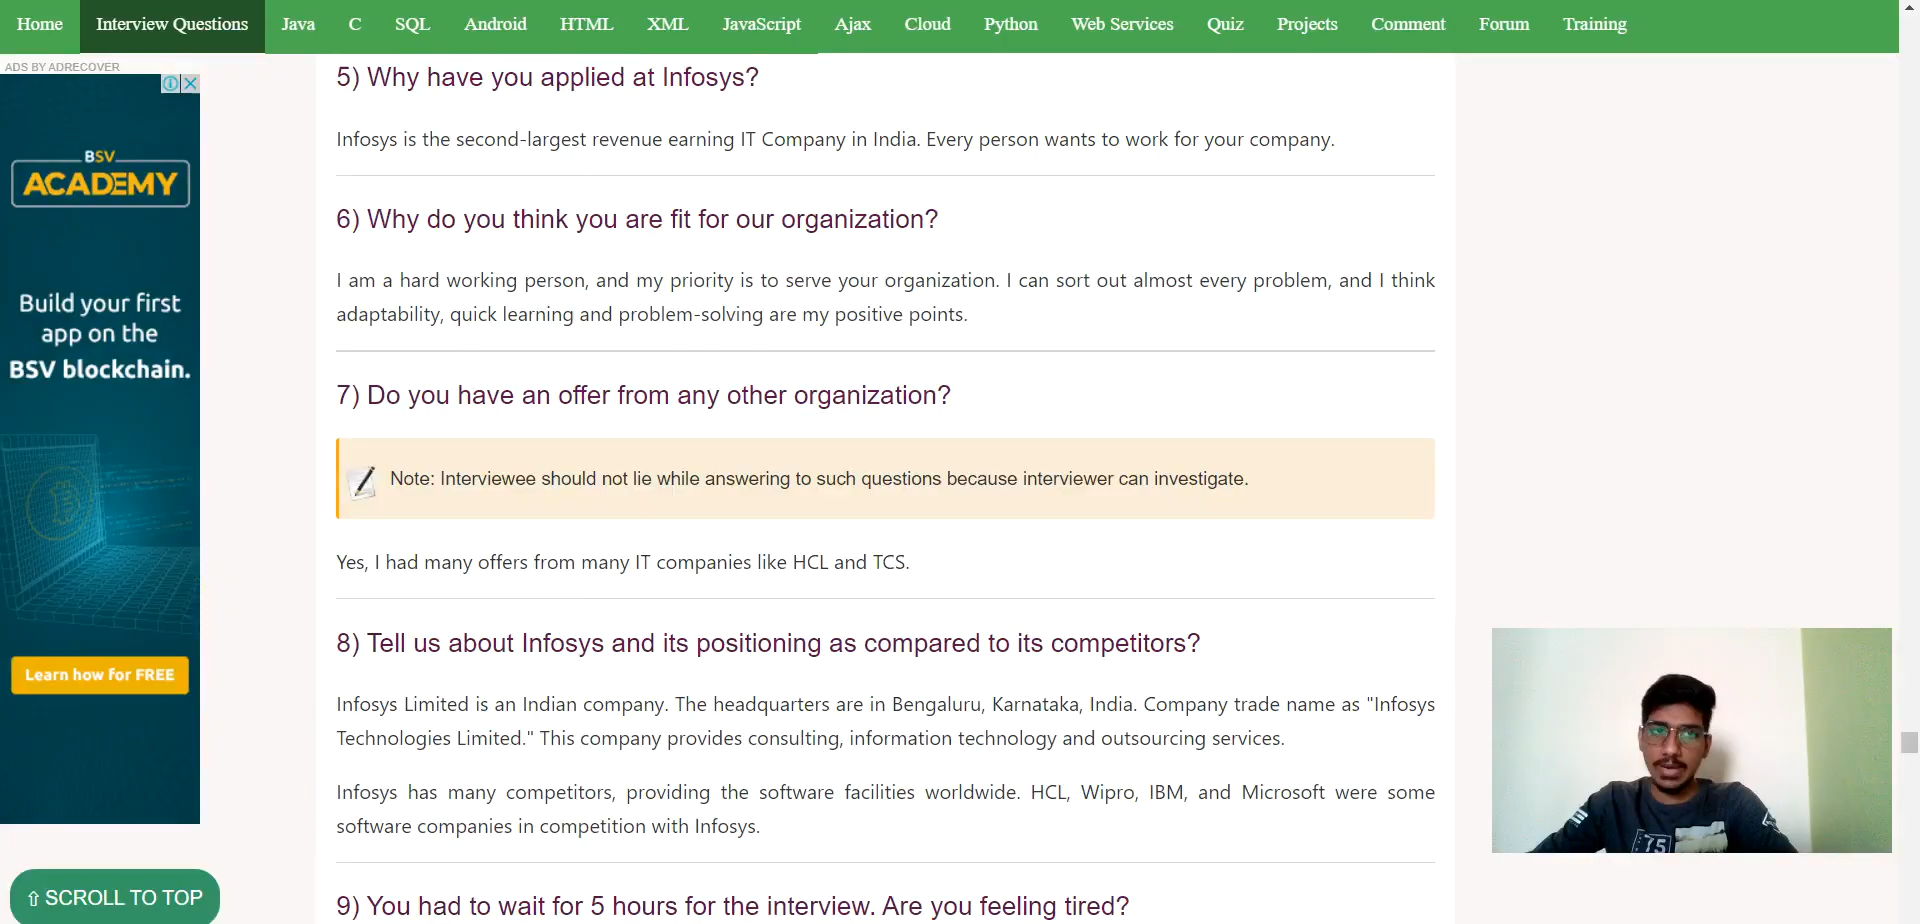 Home Interview Questions Java C SQL Android HTML XML JavaScript Ajax Cloud Python Web Services Quiz Projects Comment Forum Training
ADS BY ADRECOVER
BSV
ACADEMY
Build your first
app on the
BSV blockchain.
Learn how for FREE
⇧ SCROLL TO TOP
5) Why have you applied at Infosys?
Infosys is the second-largest revenue earning IT Company in India. Every person wants to work for your company.
6) Why do you think you are fit for our organization?
I am a hard working person, and my priority is to serve your organization. I can sort out almost every problem, and I think
adaptability, quick learning and problem-solving are my positive points.
7) Do you have an offer from any other organization?
Note: Interviewee should not lie while answering to such questions because interviewer can investigate.
Yes, I had many offers from many IT companies like HCL and TCS.
8) Tell us about Infosys and its positioning as compared to its competitors?
Infosys Limited is an Indian company. The headquarters are in Bengaluru, Karnataka, India. Company trade name as "Infosys
Technologies Limited." This company provides consulting, information technology and outsourcing services.
Infosys has many competitors, providing the software facilities worldwide. HCL, Wipro, IBM, and Microsoft were some
software companies in competition with Infosys.
9) You had to wait for 5 hours for the interview. Are you feeling tired?
75